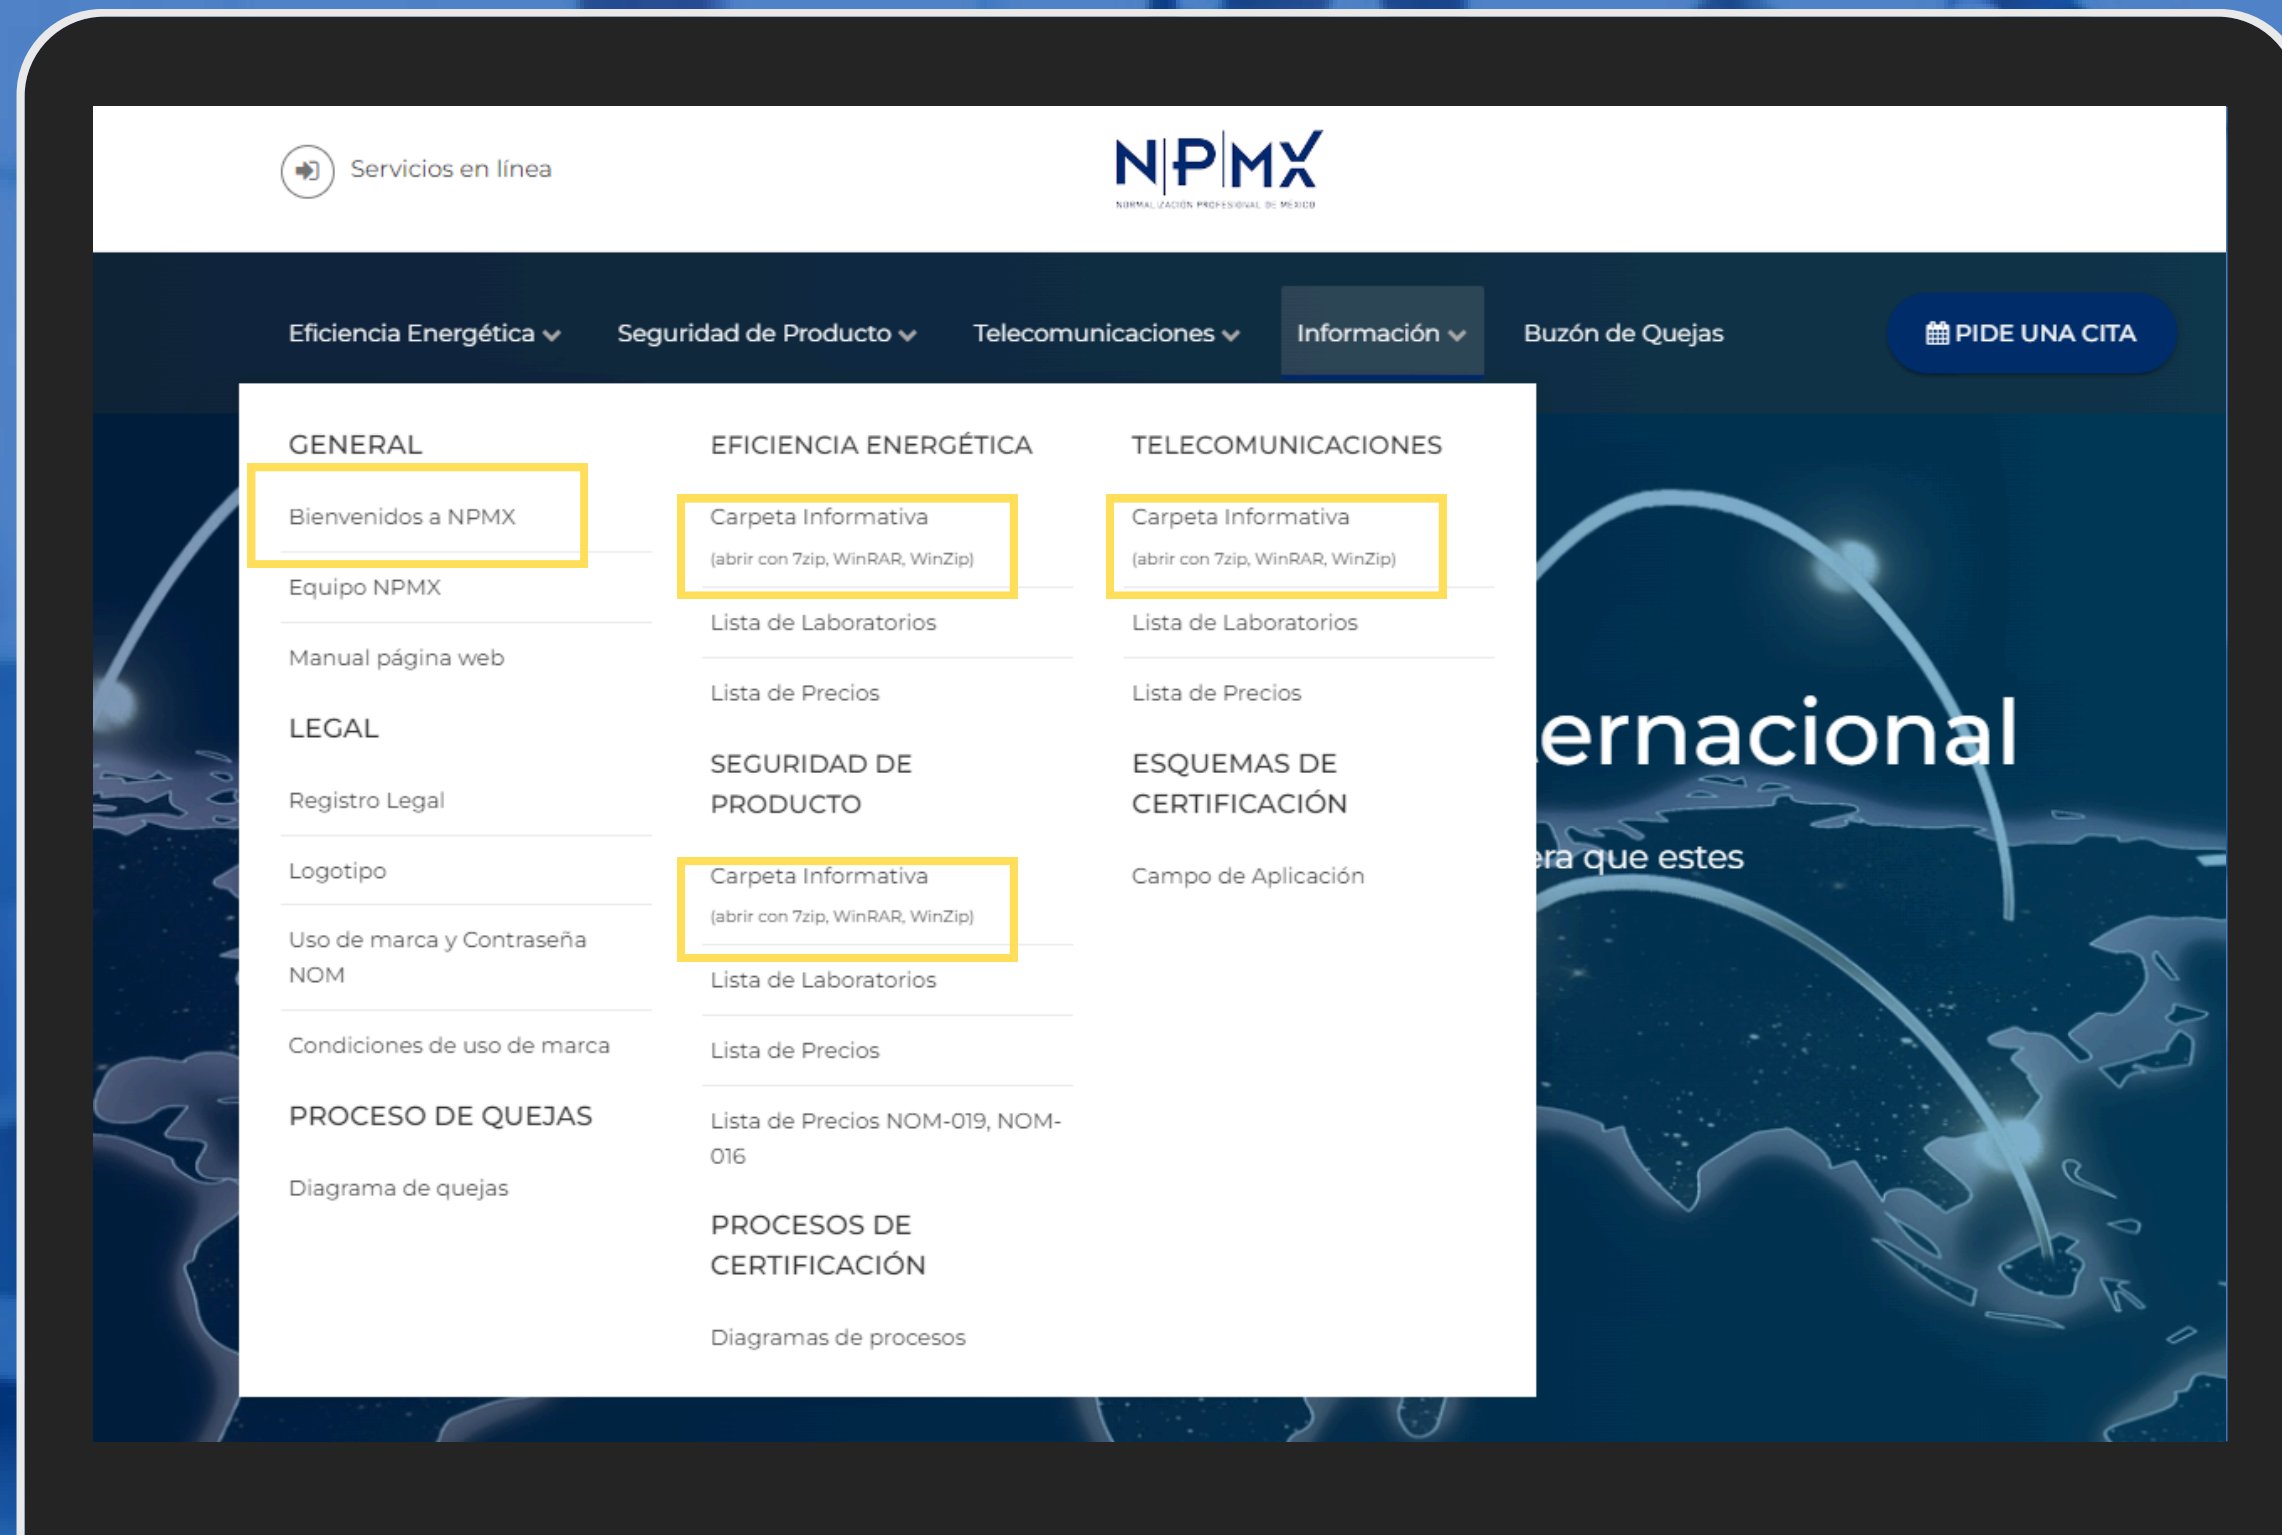 Servicios en línea
NPMX
NORMALIZACIÓN PROFESIONAL DE MÉXICO
Eficiencia Energética
Seguridad de Producto
Telecomunicaciones
Información
Buzón de Quejas
PIDE UNA CITA
GENERAL
Bienvenidos a NPMX
Equipo NPMX
Manual página web
LEGAL
Registro Legal
Logotipo
Uso de marca y Contraseña
NOM
Condiciones de uso de marca
PROCESO DE QUEJAS
Diagrama de quejas
EFICIENCIA ENERGÉTICA
Carpeta Informativa
(abrir con 7zip, WinRAR, WinZip)
Lista de Laboratorios
Lista de Precios
SEGURIDAD DE
PRODUCTO
Carpeta Informativa
(abrir con 7zip, WinRAR, WinZip)
Lista de Laboratorios
Lista de Precios
Lista de Precios NOM-019, NOM-
016
PROCESOS DE
CERTIFICACIÓN
Diagramas de procesos
TELECOMUNICACIONES
Carpeta Informativa
(abrir con 7zip, WinRAR, WinZip)
Lista de Laboratorios
Lista de Precios
ESQUEMAS DE
CERTIFICACIÓN
Campo de Aplicación
ernacional
era que estes